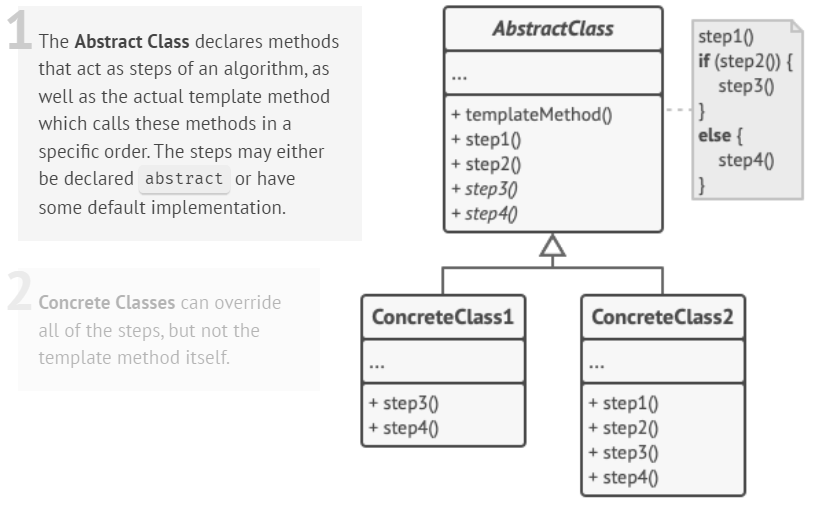 1
The Abstract Class declares methods
that act as steps of an algorithm, as
well as the actual template method
which calls these methods in a
specific order. The steps may either
be declared abstract or have
some default implementation.
2
Concrete Classes can override
all of the steps, but not the
template method itself.
AbstractClass
...
+ templateMethod()
+ step1()
+ step2()
+ step3()
+ step4()
step1()
if (step2()) {
step3()
}
else {
step4()
}
ConcreteClass1
...
+ step3()
+ step4()
ConcreteClass2
...
+ step1()
+ step2()
+ step3()
+ step4()